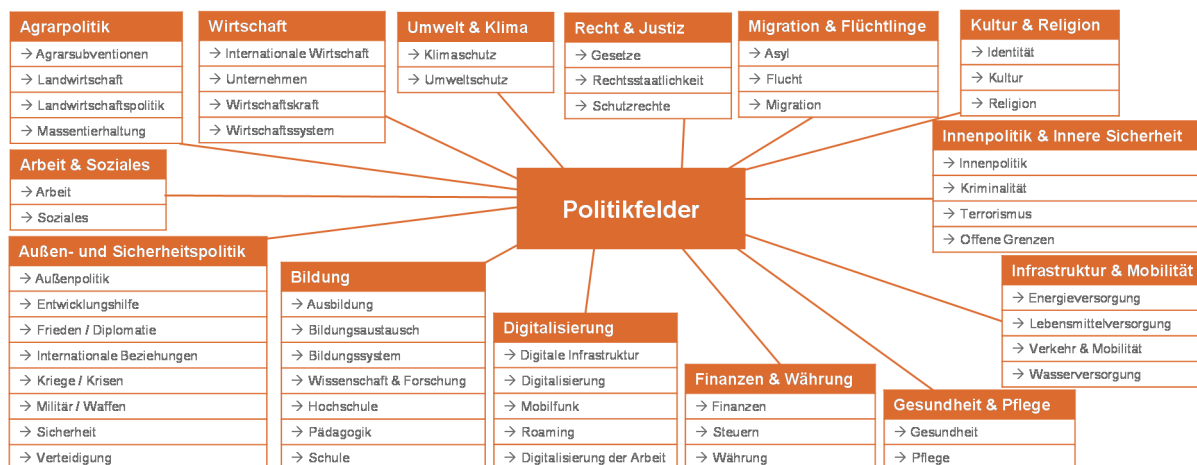 Agrarpolitik
→ Agrarsubventionen
→ Landwirtschaft
→ Landwirtschaftspolitik
→ Massentierhaltung
Wirtschaft
→ Internationale Wirtschaft
→ Unternehmen
→ Wirtschaftskraft
→ Wirtschaftssystem
Umwelt & Klima
→ Klimaschutz
→ Umweltschutz
Recht & Justiz
→ Gesetze
→ Rechtsstaatlichkeit
→ Schutzrechte
Migration & Flüchtlinge
→ Asyl
→ Flucht
→ Migration
Kultur & Religion
→ Identität
→ Kultur
→ Religion
Arbeit & Soziales
→ Arbeit
→ Soziales
Politikfelder
Innenpolitik & Innere Sicherheit
→ Innenpolitik
→ Kriminalität
→ Terrorismus
→ Offene Grenzen
Außen- und Sicherheitspolitik
→ Außenpolitik
→ Entwicklungshilfe
→ Frieden / Diplomatie
→ Internationale Beziehungen
→ Kriege / Krisen
→ Militär / Waffen
→ Sicherheit
→ Verteidigung
Bildung
→ Ausbildung
→ Bildungsaustausch
→ Bildungssystem
→ Wissenschaft & Forschung
→ Hochschule
→ Pädagogik
→ Schule
Digitalisierung
→ Digitale Infrastruktur
→ Digitalisierung
→ Mobilfunk
→ Roaming
→ Digitalisierung der Arbeit
Finanzen & Währung
→ Finanzen
→ Steuern
→ Währung
Gesundheit & Pflege
→ Gesundheit
→ Pflege
Infrastruktur & Mobilität
→ Energieversorgung
→ Lebensmittelversorgung
→ Verkehr & Mobilität
→ Wasserversorgung